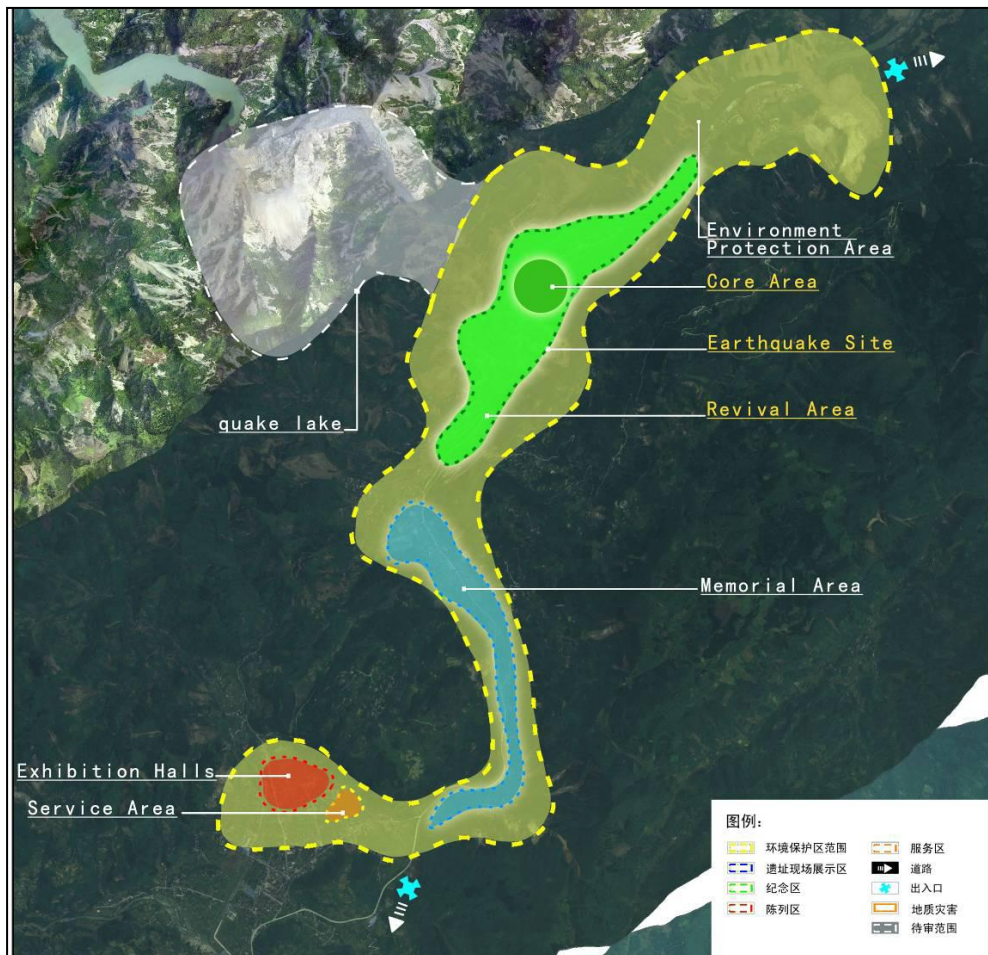 Environment
Protection Area
Core Area
Earthquake Site
Revival Area
quake lake
Memorial Area
Exhibition Halls
Service Area
图例:
环境保护区范围
服务区
遗址现场展示区
道路
纪念区
出入口
陈列区
地质灾害
待审范围